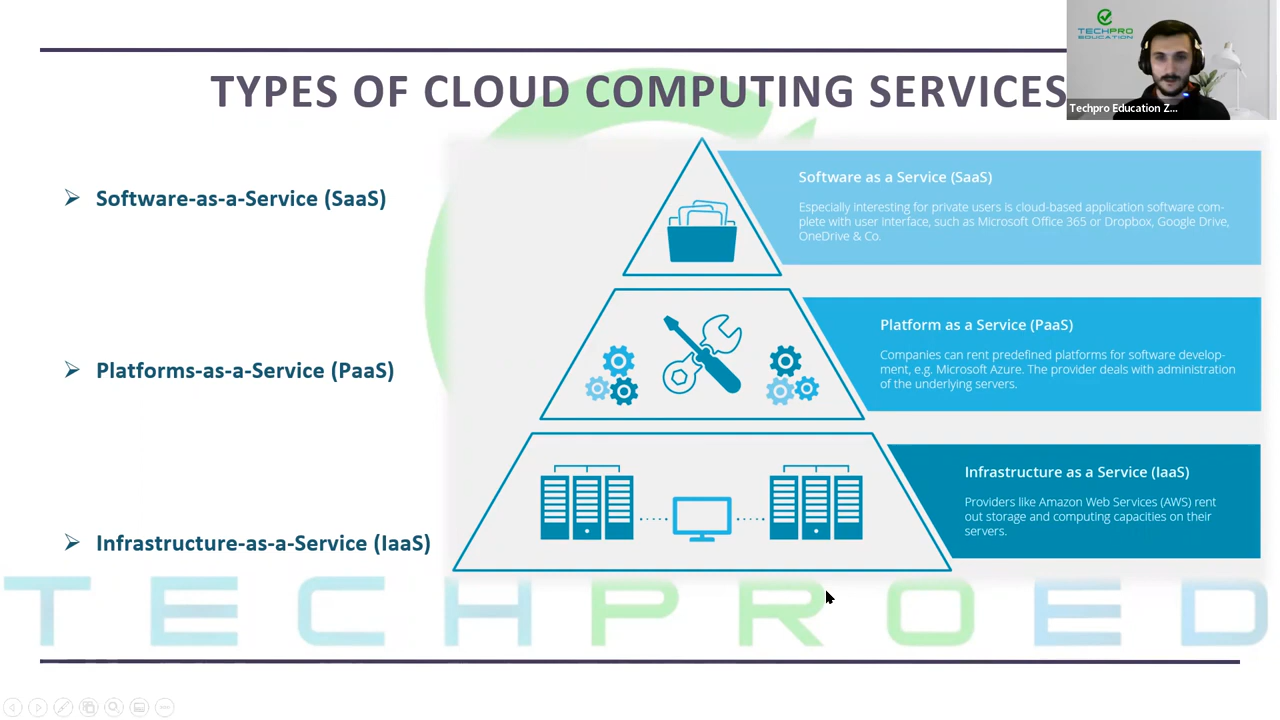 TYPES OF CLOUD COMPUTING SERVICES
TECHPRO
EDUCATION
Techpro Education Z...
➢ Software-as-a-Service (SaaS)
➢ Platforms-as-a-Service (PaaS)
➢ Infrastructure-as-a-Service (IaaS)
Software as a Service (SaaS)
Especially interesting for private users is cloud-based application software com-
plete with user interface, such as Microsoft Office 365 or Dropbox, Google Drive,
OneDrive & Co.
Platform as a Service (PaaS)
Companies can rent predefined platforms for software develop-
ment, e.g. Microsoft Azure. The provider deals with administration
of the underlying servers.
Infrastructure as a Service (IaaS)
Providers like Amazon Web Services (AWS) rent
out storage and computing capacities on their
servers.
TECHPROED